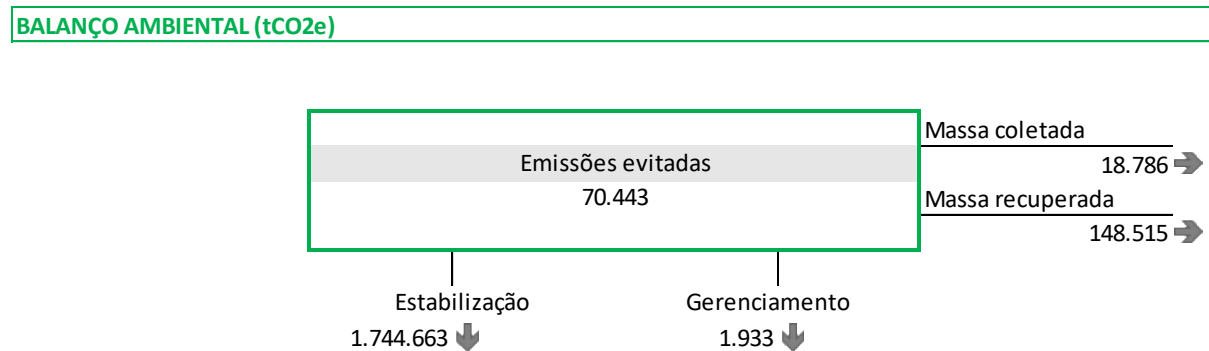 BALANÇO AMBIENTAL (tCO2e)
Massa coletada
Emissões evitadas
18.786
70.443
Massa recuperada
148.515
Estabilização
Gerenciamento
1.744.663
1.933